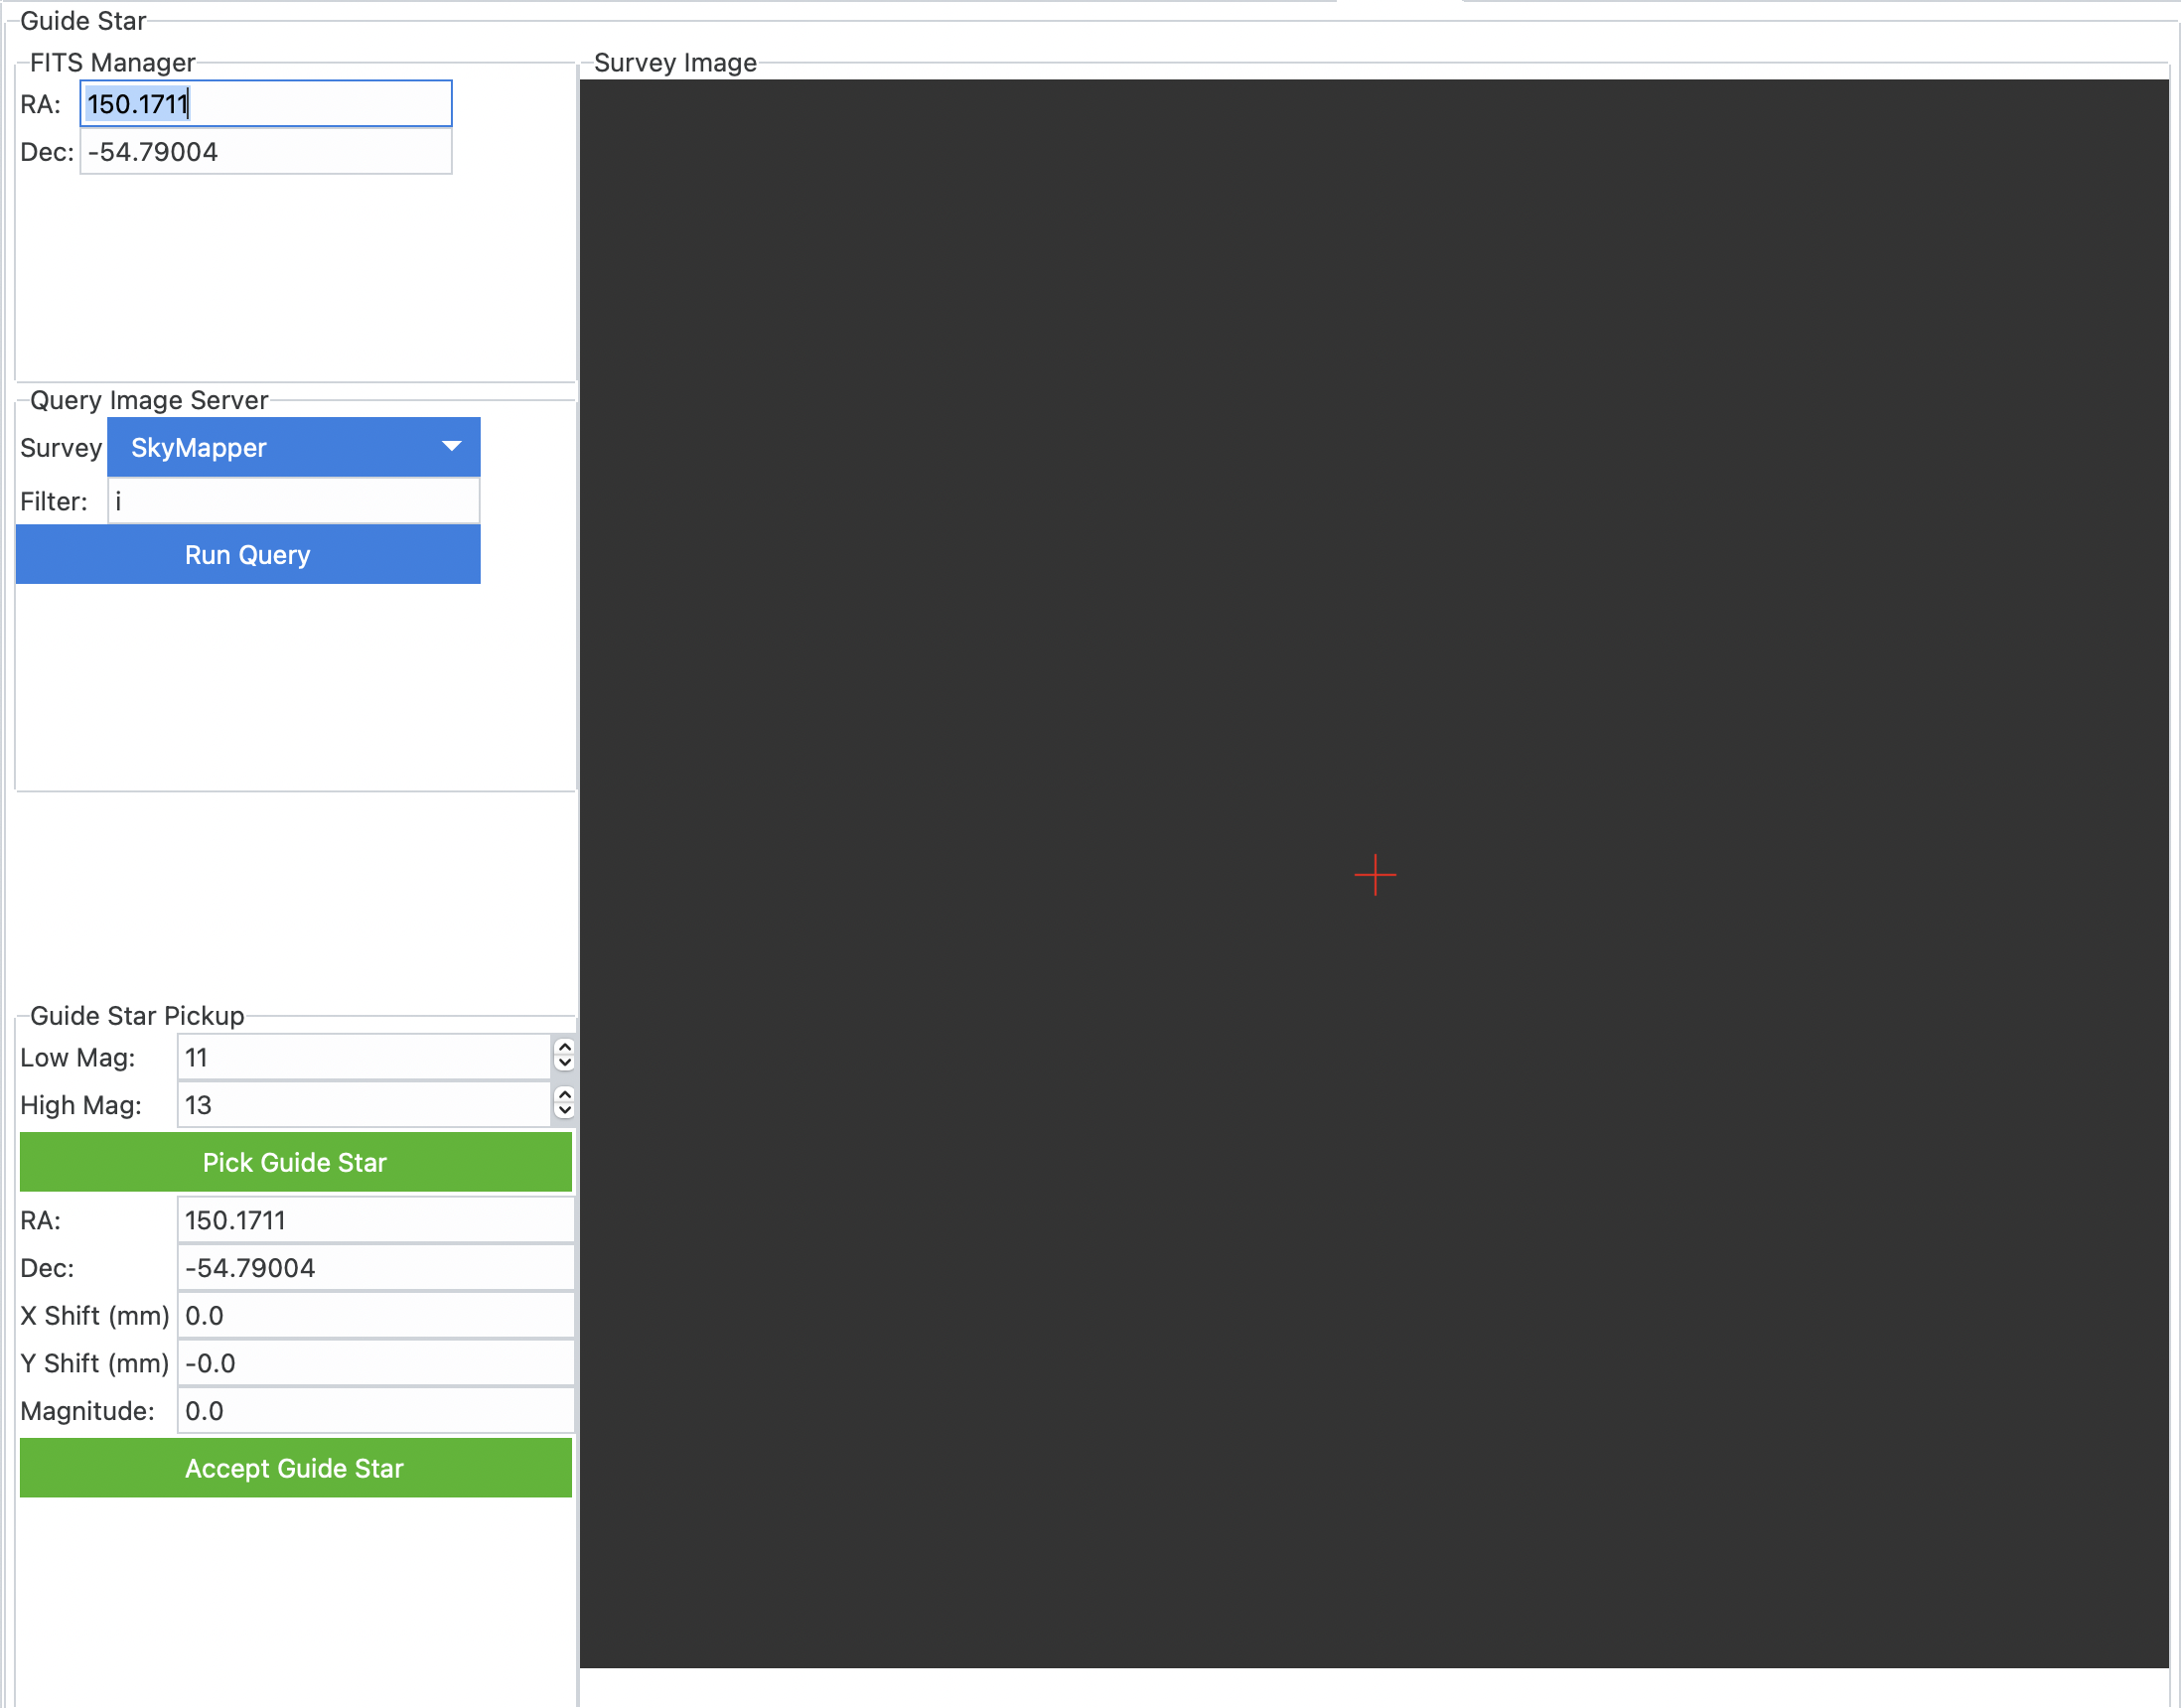 Guide Star
FITS Manager
RA: 150.1711
Dec: -54.79004
Query Image Server
Survey SkyMapper
Filter: i
Run Query
Guide Star Pickup
Low Mag: 11
High Mag: 13
Pick Guide Star
RA: 150.1711
Dec: -54.79004
X Shift (mm) 0.0
Y Shift (mm) -0.0
Magnitude: 0.0
Accept Guide Star
Survey Image